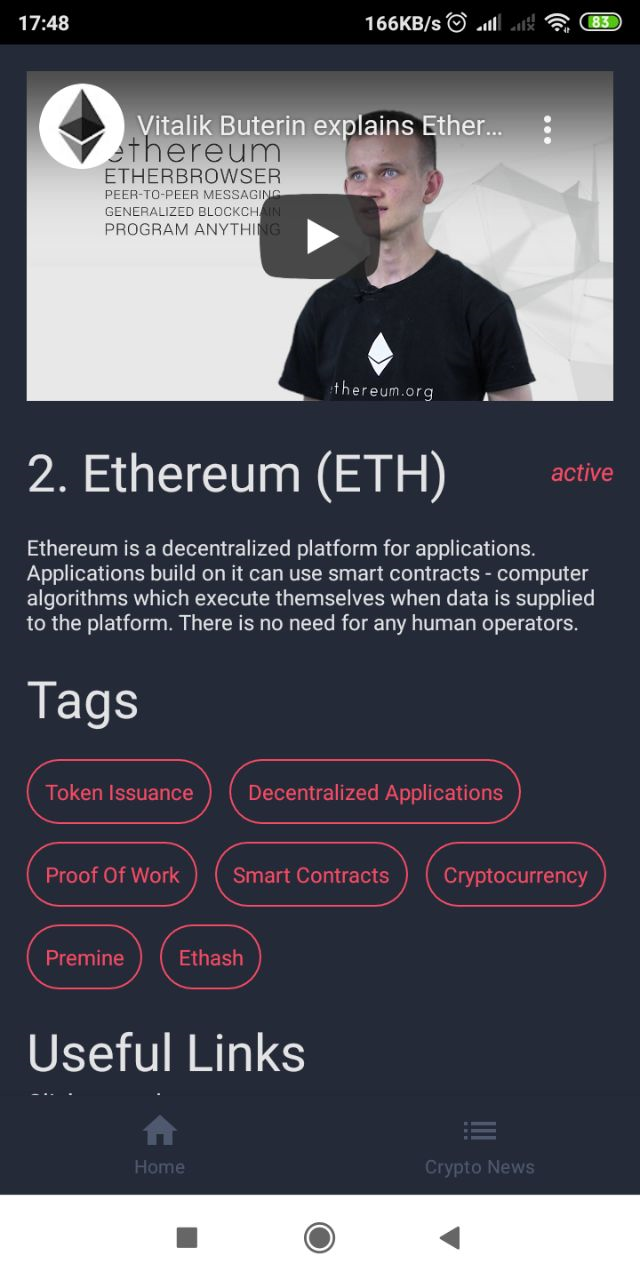 17:48
166KB/s
83
Vitalik Buterin explains Ether...
ethereum
ETHERBROWSER
PEER-TO-PEER MESSAGING
GENERALIZED BLOCKCHAIN
PROGRAM ANYTHING
ethereum.org
2. Ethereum (ETH)
active
Ethereum is a decentralized platform for applications.
Applications build on it can use smart contracts - computer
algorithms which execute themselves when data is supplied
to the platform. There is no need for any human operators.
Tags
Token Issuance
Decentralized Applications
Proof Of Work
Smart Contracts
Cryptocurrency
Premine
Ethash
Useful Links
Home
Crypto News